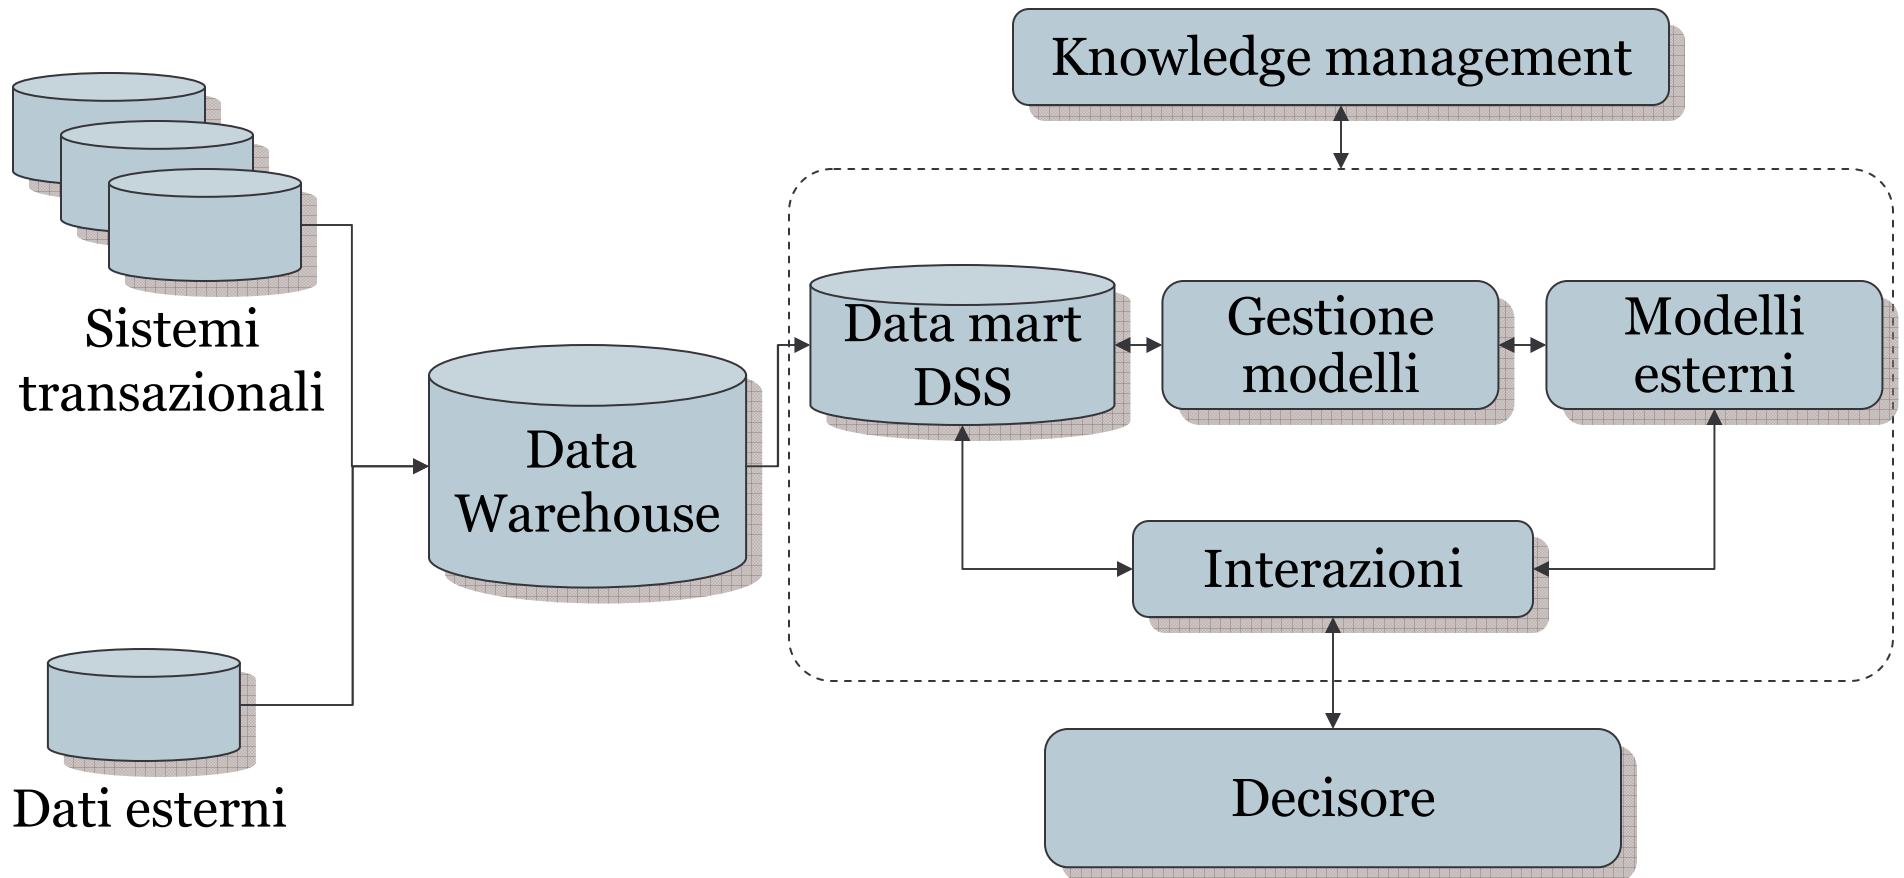 Knowledge management
Sistemi
transazionali
Data
Warehouse
Data mart
DSS
Gestione
modelli
Modelli
esterni
Interazioni
Dati esterni
Decisore